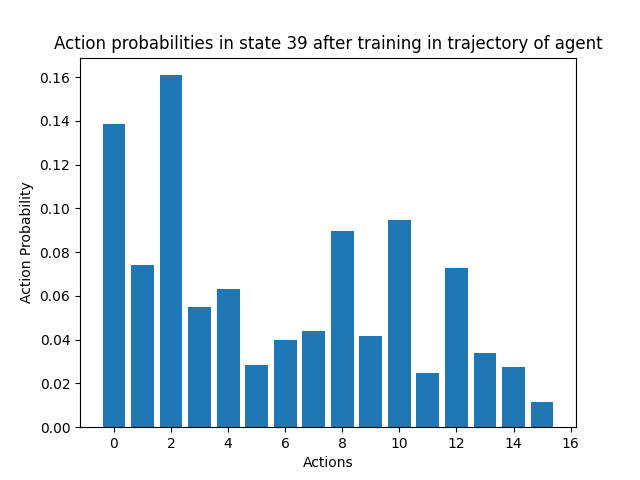 Action probabilities in state 39 after training in trajectory of agent
0.16
0.14
0.12
0.10
0.08
0.06
0.04
0.02
0.00
Action Probability
0 2 4 6 8 10 12 14 16
Actions